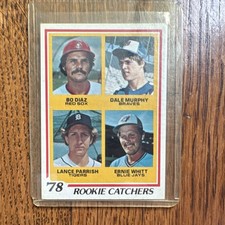 BO DIAZ
RED SOX
DALE MURPHY
BRAVES
LANCE PARRISH
TIGERS
ERNIE WHITT
BLUE JAYS
'78 ROOKIE CATCHERS